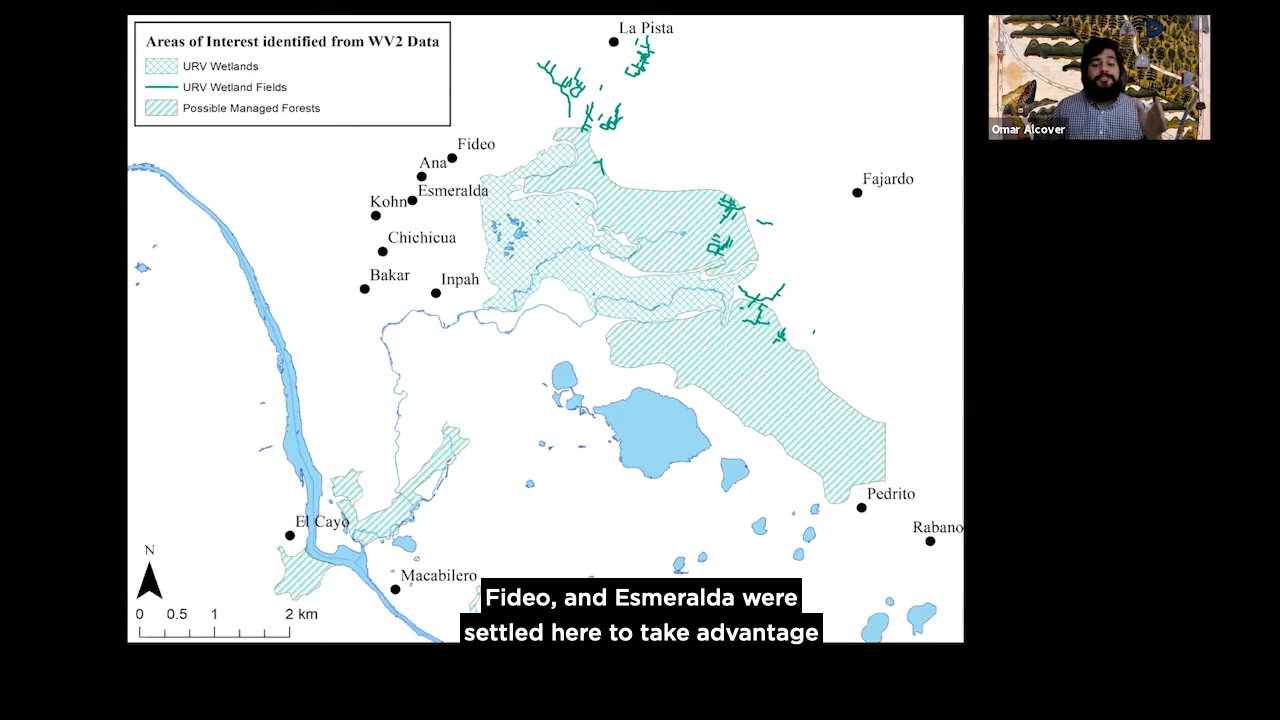 La Pista
Areas of Interest identified from WV2 Data
URV Wetlands
URV Wetland Fields
Possible Managed Forests
Omar Alcover
Fideo
Ana
Esmeralda
Kohn
Fajardo
Chichicua
Bakar
Inpah
Pedrito
El Cayo
Rabano
N
Macabilero
0 0.5 1 2 km
Fideo, and Esmeralda were
settled here to take advantage